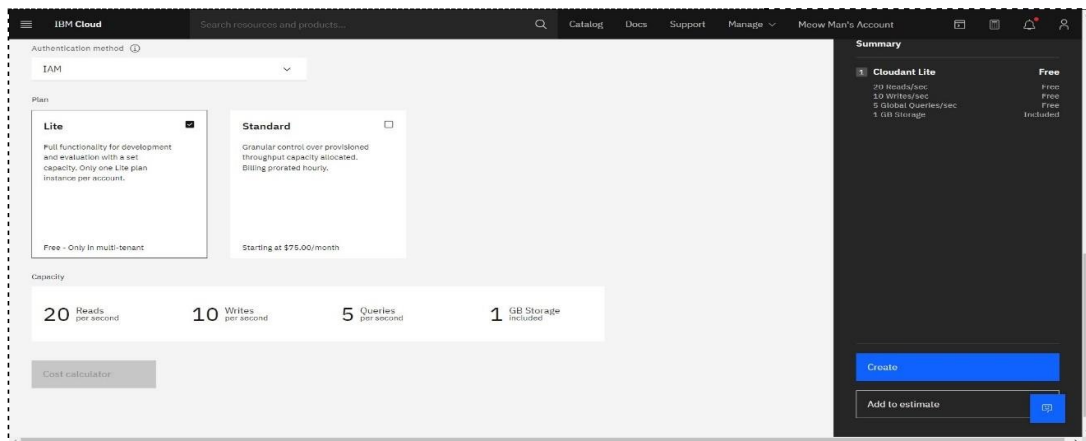 IBM Cloud
Search resources and products...
Catalog
Docs
Support
Manage
Meow Man's Account
Authentication method
IAM
Plan
Lite
Full functionality for development
and evaluation with a set
capacity. Only one Lite plan
instance per account.
Free - Only in multi-tenant
Standard
Granular control over provisioned
throughput capacity allocated.
Billing prorated hourly.
Starting at $75.00/month
Capacity
20 Reads per second
10 Writes per second
5 Queries per second
1 GB Storage included
Cost calculator
Summary
1 Cloudant Lite Free
20 Reads/sec Free
10 Writes/sec Free
5 Global Queries/sec Free
1 GB Storage Included
Create
Add to estimate